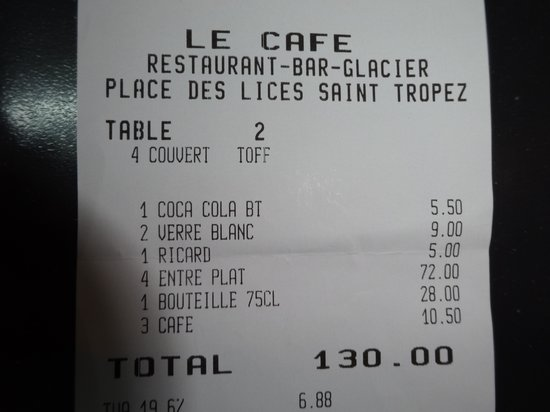 LE CAFE
RESTAURANT-BAR-GLACIER
PLACE DES LICES SAINT TROPEZ
TABLE 2
4 COUVERT TOFF
1 COCA COLA BT 5.50
2 VERRE BLANC 9.00
1 RICARD 5.00
4 ENTRE PLAT 72.00
1 BOUTEILLE 75CL 28.00
3 CAFE 10.50
TOTAL 130.00
TVA 19.6% 6.88